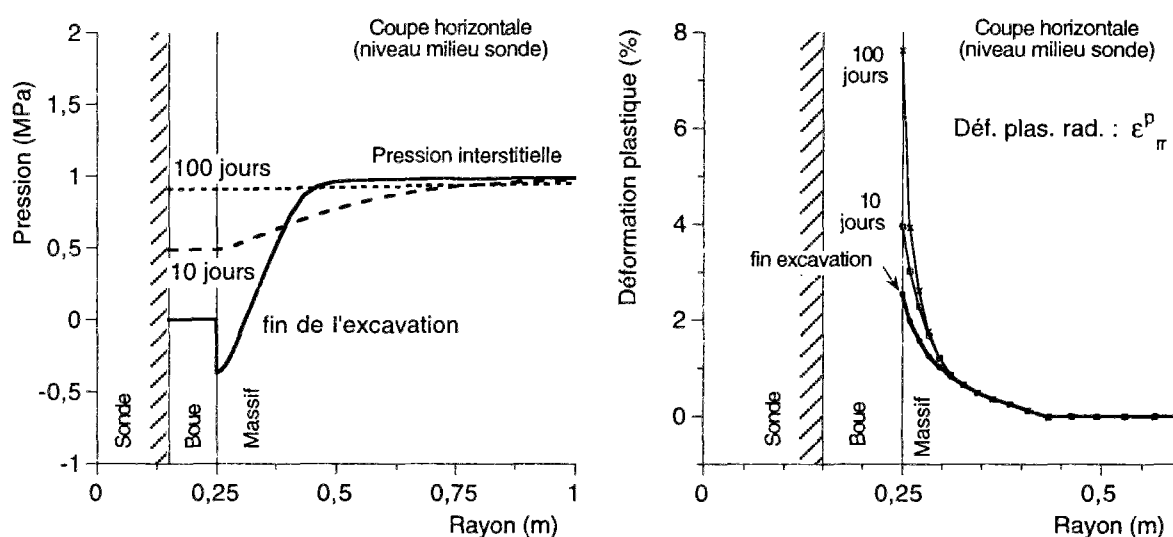 Coupe horizontale
(niveau milieu sonde)
Pression (MPa)
2
1,5
1
0,5
0
-0,5
-1
100 jours
Pression interstitielle
10 jours
fin de l'excavation
Sonde
Boue
Massif
0
0,25
0,5
0,75
1
Rayon (m)
Coupe horizontale
(niveau milieu sonde)
Déformation plastique (%)
8
6
4
2
0
100
jours
Déf. plas. rad. : ε^p_rr
10
jours
fin excavation
Sonde
Boue
Massif
0
0,25
0,5
Rayon (m)